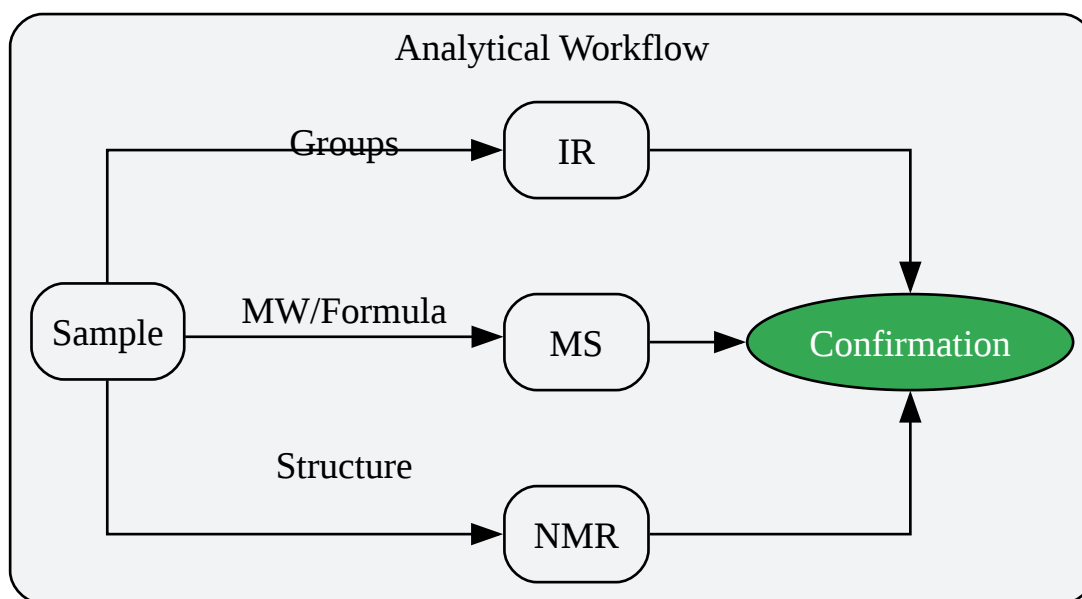 Analytical Workflow
Groups
IR
Sample
MW/Formula
MS
Confirmation
Structure
NMR